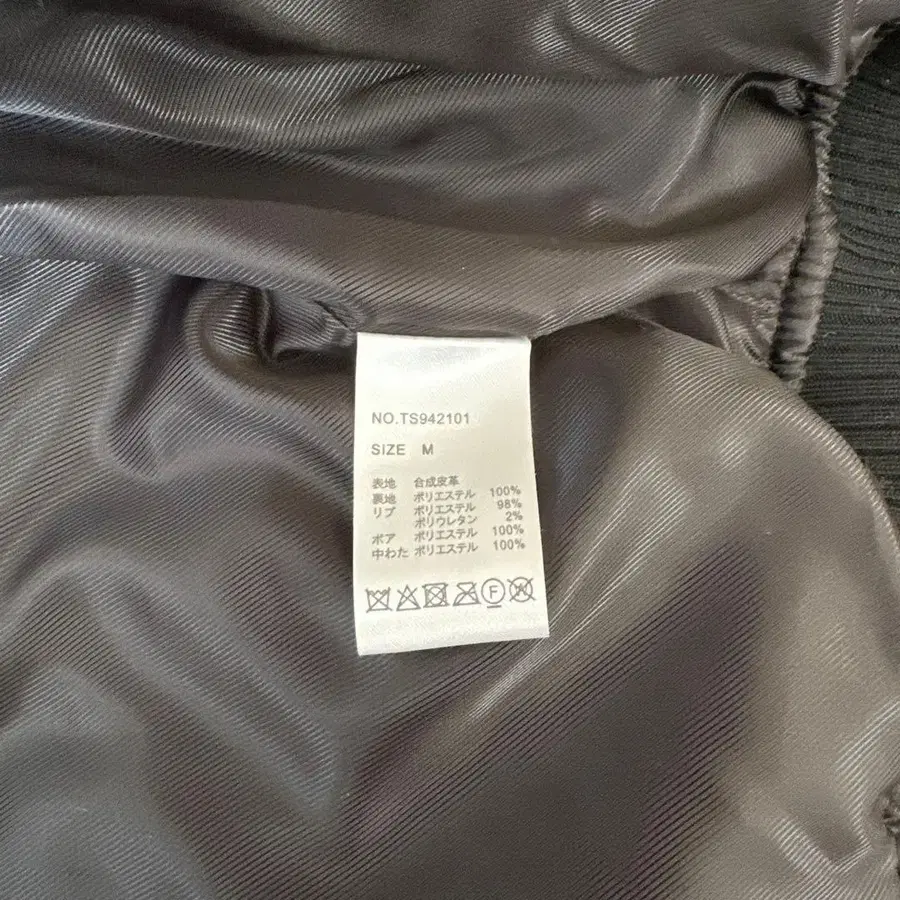 NO.TS942101
SIZE M
表地 合成皮革
裏地 ポリエステル 100%
リブ ポリエステル 98%
ポリウレタン 2%
ボア ポリエステル 100%
中わた ポリエステル 100%
F
W